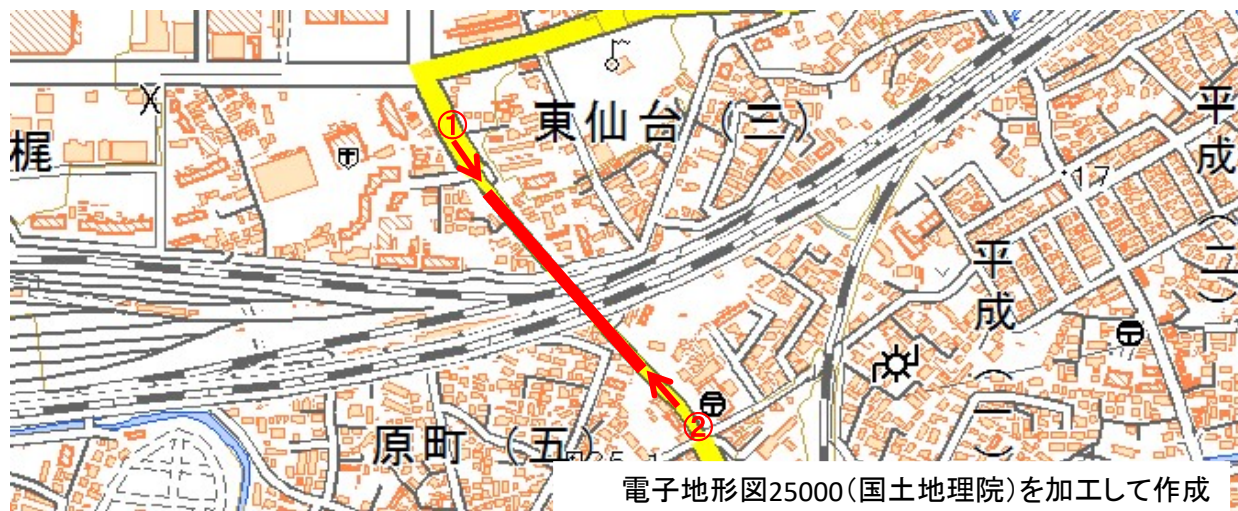 ①
東仙台(三)
梶
平成(二)
17
平成(一)
②
原町(五)
電子地形図25000(国土地理院)を加工して作成